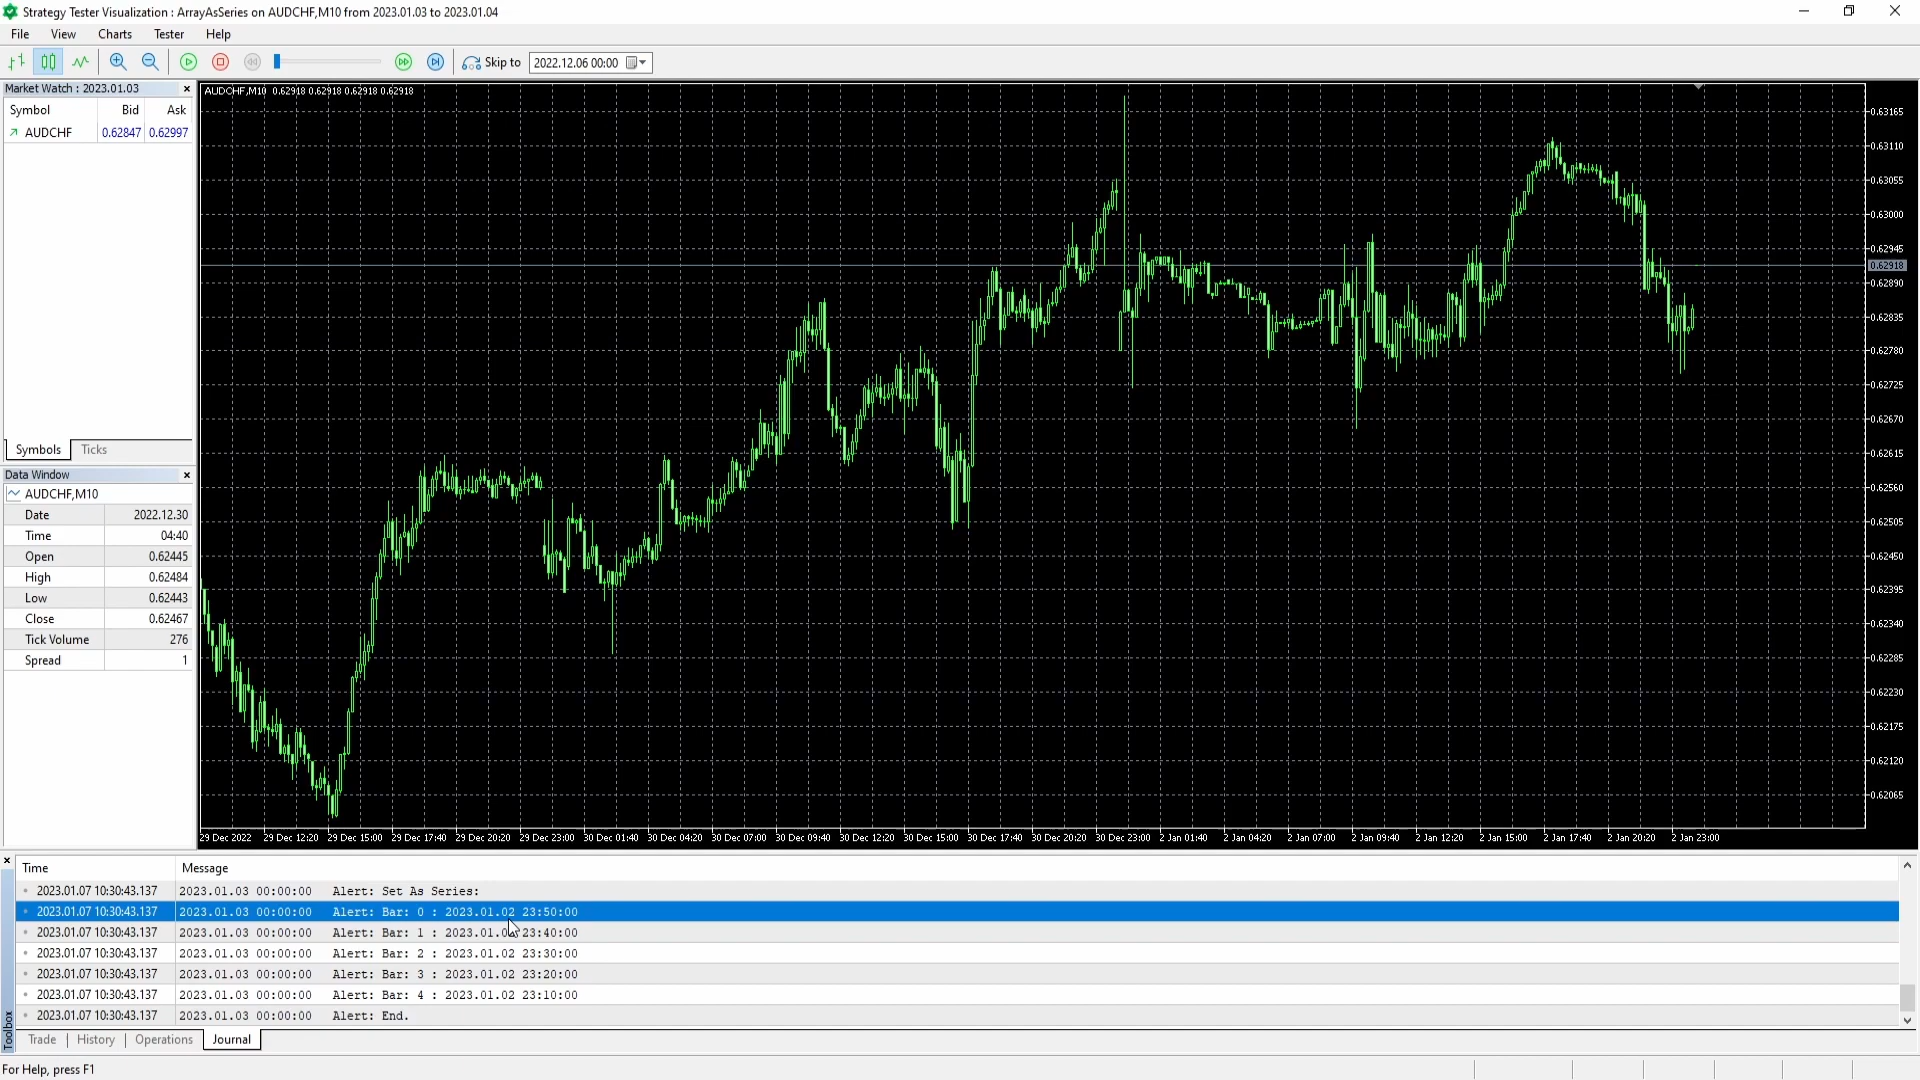 Strategy Tester Visualization : ArrayAsSeries on AUDCHF,M10 from 2023.01.03 to 2023.01.04
File View Charts Tester Help
Skip to 2022.12.06 00:00
Market Watch : 2023.01.03
Symbol Bid Ask
AUDCHF 0.62847 0.62997
Symbols Ticks
Data Window
AUDCHF,M10
Date 2022.12.30
Time 04:40
Open 0.62445
High 0.62484
Low 0.62443
Close 0.62467
Tick Volume 276
Spread 1
AUDCHF,M10 0.62918 0.62918 0.62918 0.62918
0.63165
0.63110
0.63055
0.63000
0.62945
0.62918
0.62890
0.62835
0.62780
0.62725
0.62670
0.62615
0.62560
0.62505
0.62450
0.62395
0.62340
0.62285
0.62230
0.62175
0.62120
0.62065
29 Dec 2022 29 Dec 12:20 29 Dec 15:00 29 Dec 17:40 29 Dec 20:20 29 Dec 23:00 30 Dec 01:40 30 Dec 04:20 30 Dec 07:00 30 Dec 09:40 30 Dec 12:20 30 Dec 15:00 30 Dec 17:40 30 Dec 20:20 30 Dec 23:00 2 Jan 01:40 2 Jan 04:20 2 Jan 07:00 2 Jan 09:40 2 Jan 12:20 2 Jan 15:00 2 Jan 17:40 2 Jan 20:20 2 Jan 23:00
Time Message
2023.01.07 10:30:43.137 2023.01.03 00:00:00 Alert: Set As Series:
2023.01.07 10:30:43.137 2023.01.03 00:00:00 Alert: Bar: 0 : 2023.01.02 23:50:00
2023.01.07 10:30:43.137 2023.01.03 00:00:00 Alert: Bar: 1 : 2023.01.02 23:40:00
2023.01.07 10:30:43.137 2023.01.03 00:00:00 Alert: Bar: 2 : 2023.01.02 23:30:00
2023.01.07 10:30:43.137 2023.01.03 00:00:00 Alert: Bar: 3 : 2023.01.02 23:20:00
2023.01.07 10:30:43.137 2023.01.03 00:00:00 Alert: Bar: 4 : 2023.01.02 23:10:00
2023.01.07 10:30:43.137 2023.01.03 00:00:00 Alert: End.
Toolbox
Trade History Operations Journal
For Help, press F1